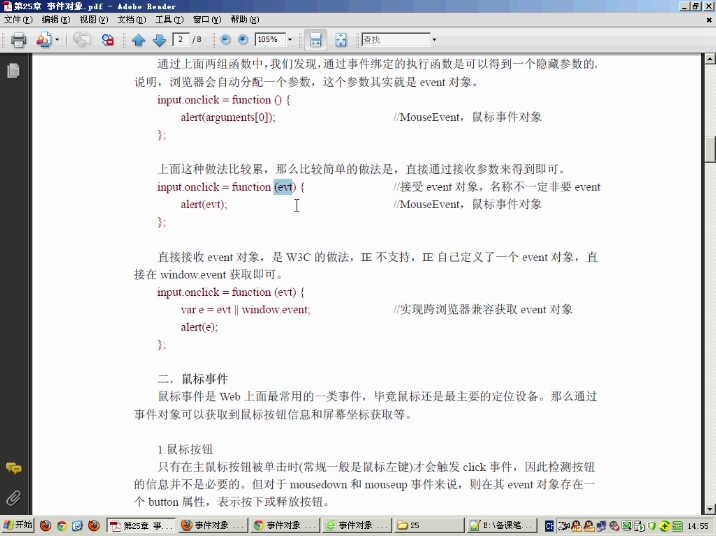 第25章 事件对象.pdf - Adobe Reader
文件(F) 编辑(E) 视图(V) 文档(D) 工具(T) 窗口(W) 帮助(H)
2 / 8 105% 查找
通过上面两组函数中，我们发现，通过事件绑定的执行函数是可以得到一个隐藏参数的.
说明，浏览器会自动分配一个参数，这个参数其实就是 event 对象。
input.onclick = function () {
alert(arguments[0]); //MouseEvent，鼠标事件对象
};
上面这种做法比较累，那么比较简单的做法是，直接通过接收参数来得到即可。
input.onclick = function (evt) { //接受 event 对象，名称不一定非要 event
alert(evt); //MouseEvent，鼠标事件对象
};
直接接收 event 对象，是 W3C 的做法，IE 不支持，IE 自己定义了一个 event 对象，直
接在 window.event 获取即可。
input.onclick = function (evt) {
var e = evt || window.event; //实现跨浏览器兼容获取 event 对象
alert(e);
};
二．鼠标事件
鼠标事件是 Web 上面最常用的一类事件，毕竟鼠标还是最主要的定位设备。那么通过
事件对象可以获取到鼠标按钮信息和屏幕坐标获取等。
1.鼠标按钮
只有在主鼠标按钮被单击时(常规一般是鼠标左键)才会触发 click 事件，因此检测按钮
的信息并不是必要的。但对于 mousedown 和 mouseup 事件来说，则在其 event 对象存在一
个 button 属性，表示按下或释放按钮。
开始 第25章 事... 事件对象 ... 事件对象 ... 事件对象 ... 25 E:\备课笔... CH 14:55